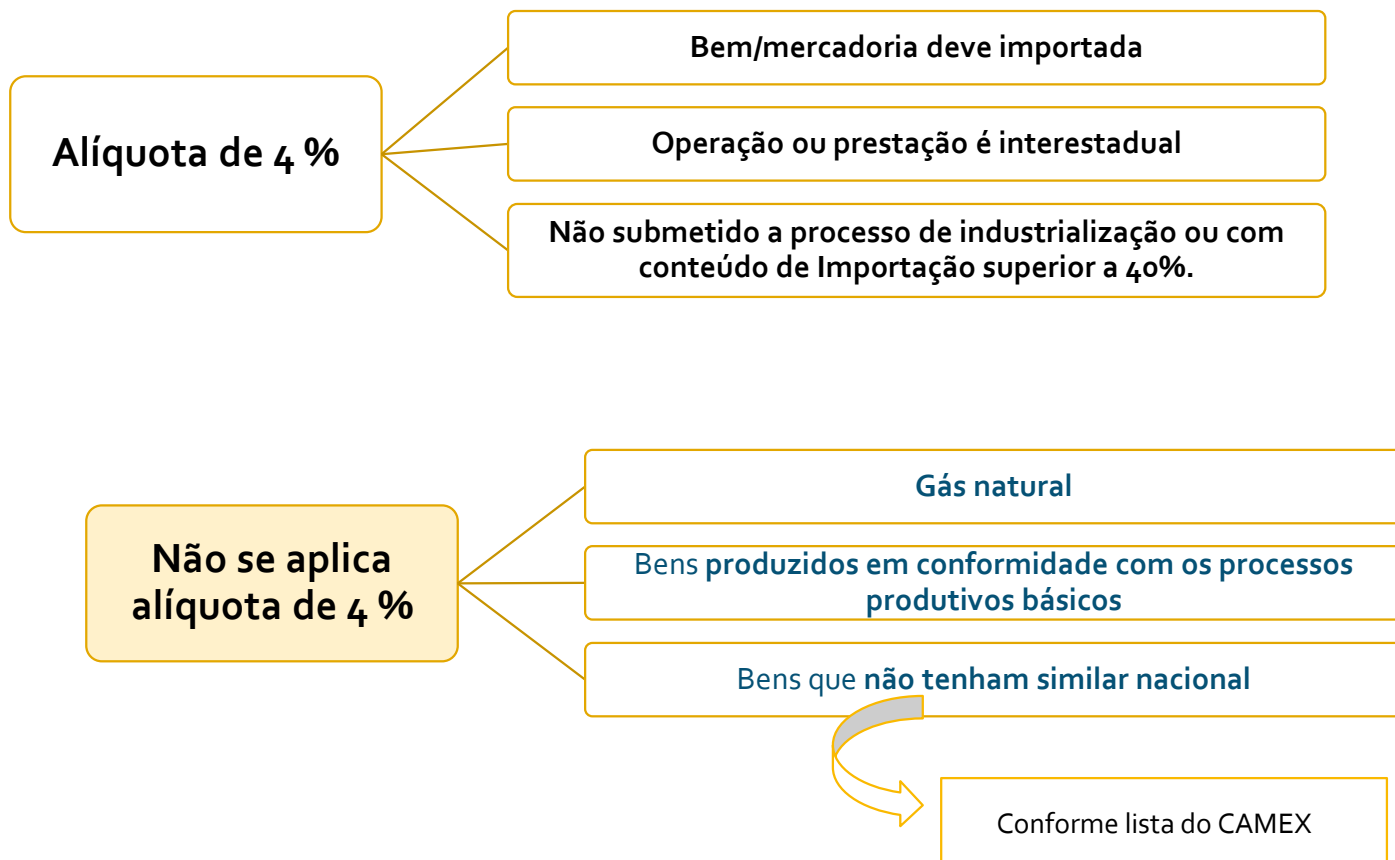 Alíquota de 4 %
Bem/mercadoria deve importada
Operação ou prestação é interestadual
Não submetido a processo de industrialização ou com
conteúdo de Importação superior a 40%.
Não se aplica
alíquota de 4 %
Gás natural
Bens produzidos em conformidade com os processos
produtivos básicos
Bens que não tenham similar nacional
Conforme lista do CAMEX